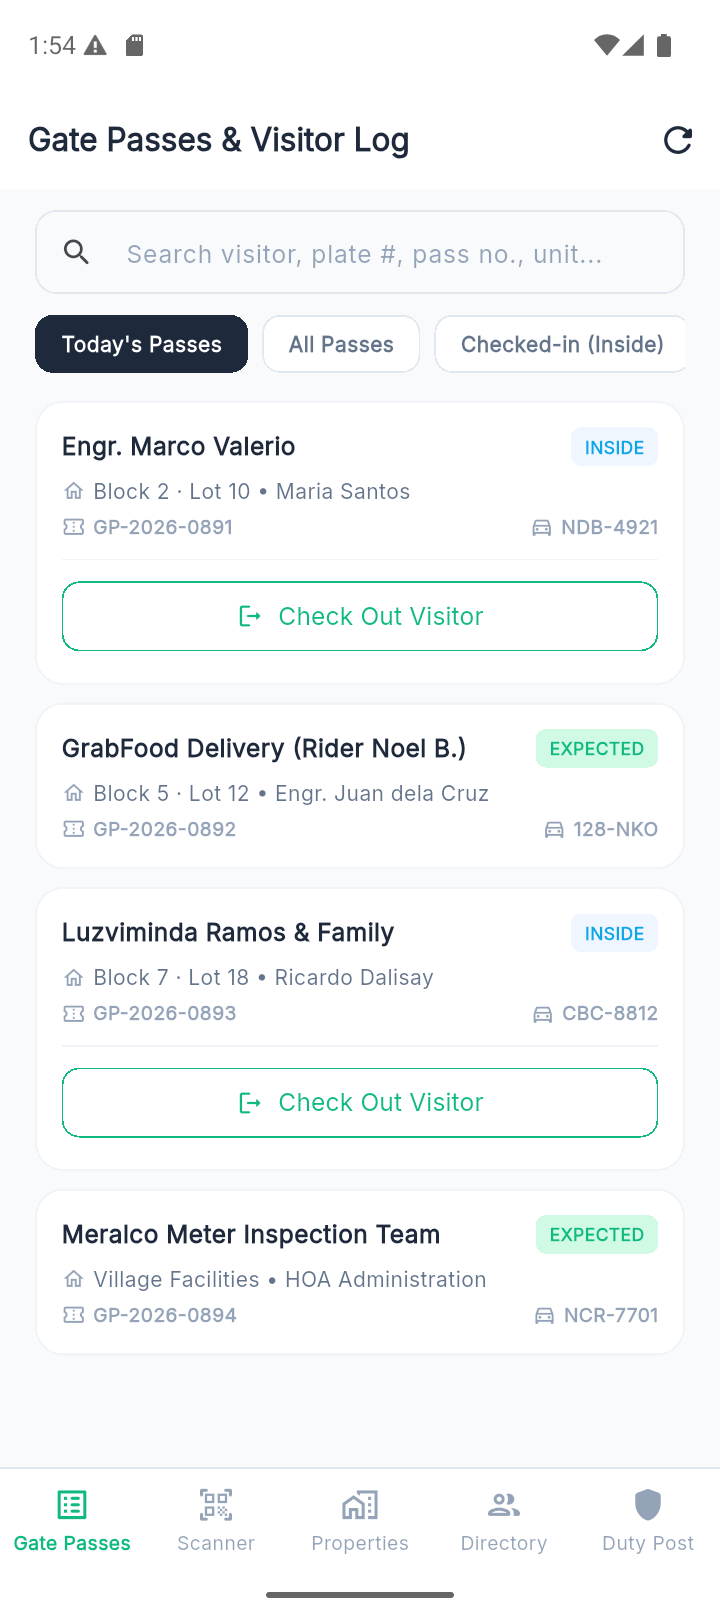 1:54
Gate Passes & Visitor Log
Search visitor, plate #, pass no., unit...
Today's Passes
All Passes
Checked-in (Inside)
Engr. Marco Valerio
INSIDE
Block 2 · Lot 10 • Maria Santos
GP-2026-0891
NDB-4921
Check Out Visitor
GrabFood Delivery (Rider Noel B.)
EXPECTED
Block 5 · Lot 12 • Engr. Juan dela Cruz
GP-2026-0892
128-NKO
Luzviminda Ramos & Family
INSIDE
Block 7 · Lot 18 • Ricardo Dalisay
GP-2026-0893
CBC-8812
Check Out Visitor
Meralco Meter Inspection Team
EXPECTED
Village Facilities • HOA Administration
GP-2026-0894
NCR-7701
Gate Passes
Scanner
Properties
Directory
Duty Post